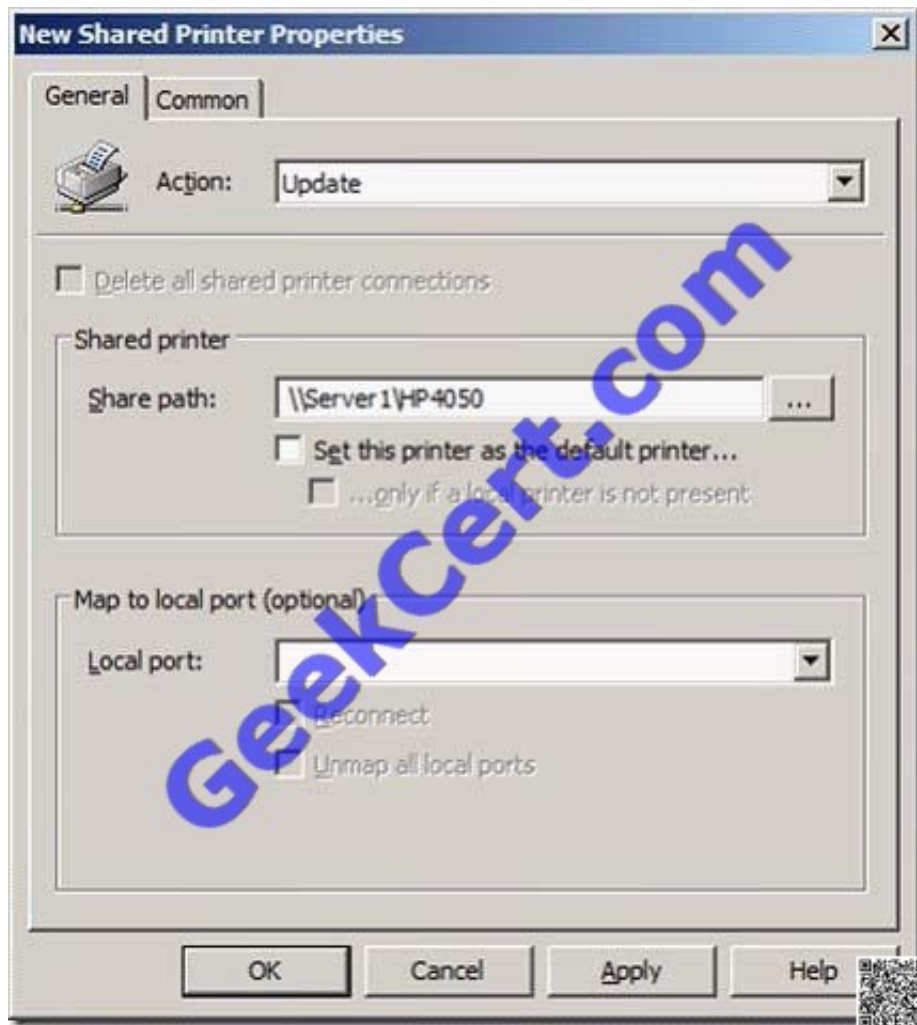 New Shared Printer Properties
General
Common
Action:
Update
Delete all shared printer connections
Shared printer
Share path:
\\Server1\HP4050
...
Set this printer as the default printer...
...only if a local printer is not present
Map to local port (optional)
Local port:
Reconnect
Unmap all local ports
OK
Cancel
Apply
Help
GeekCert.com